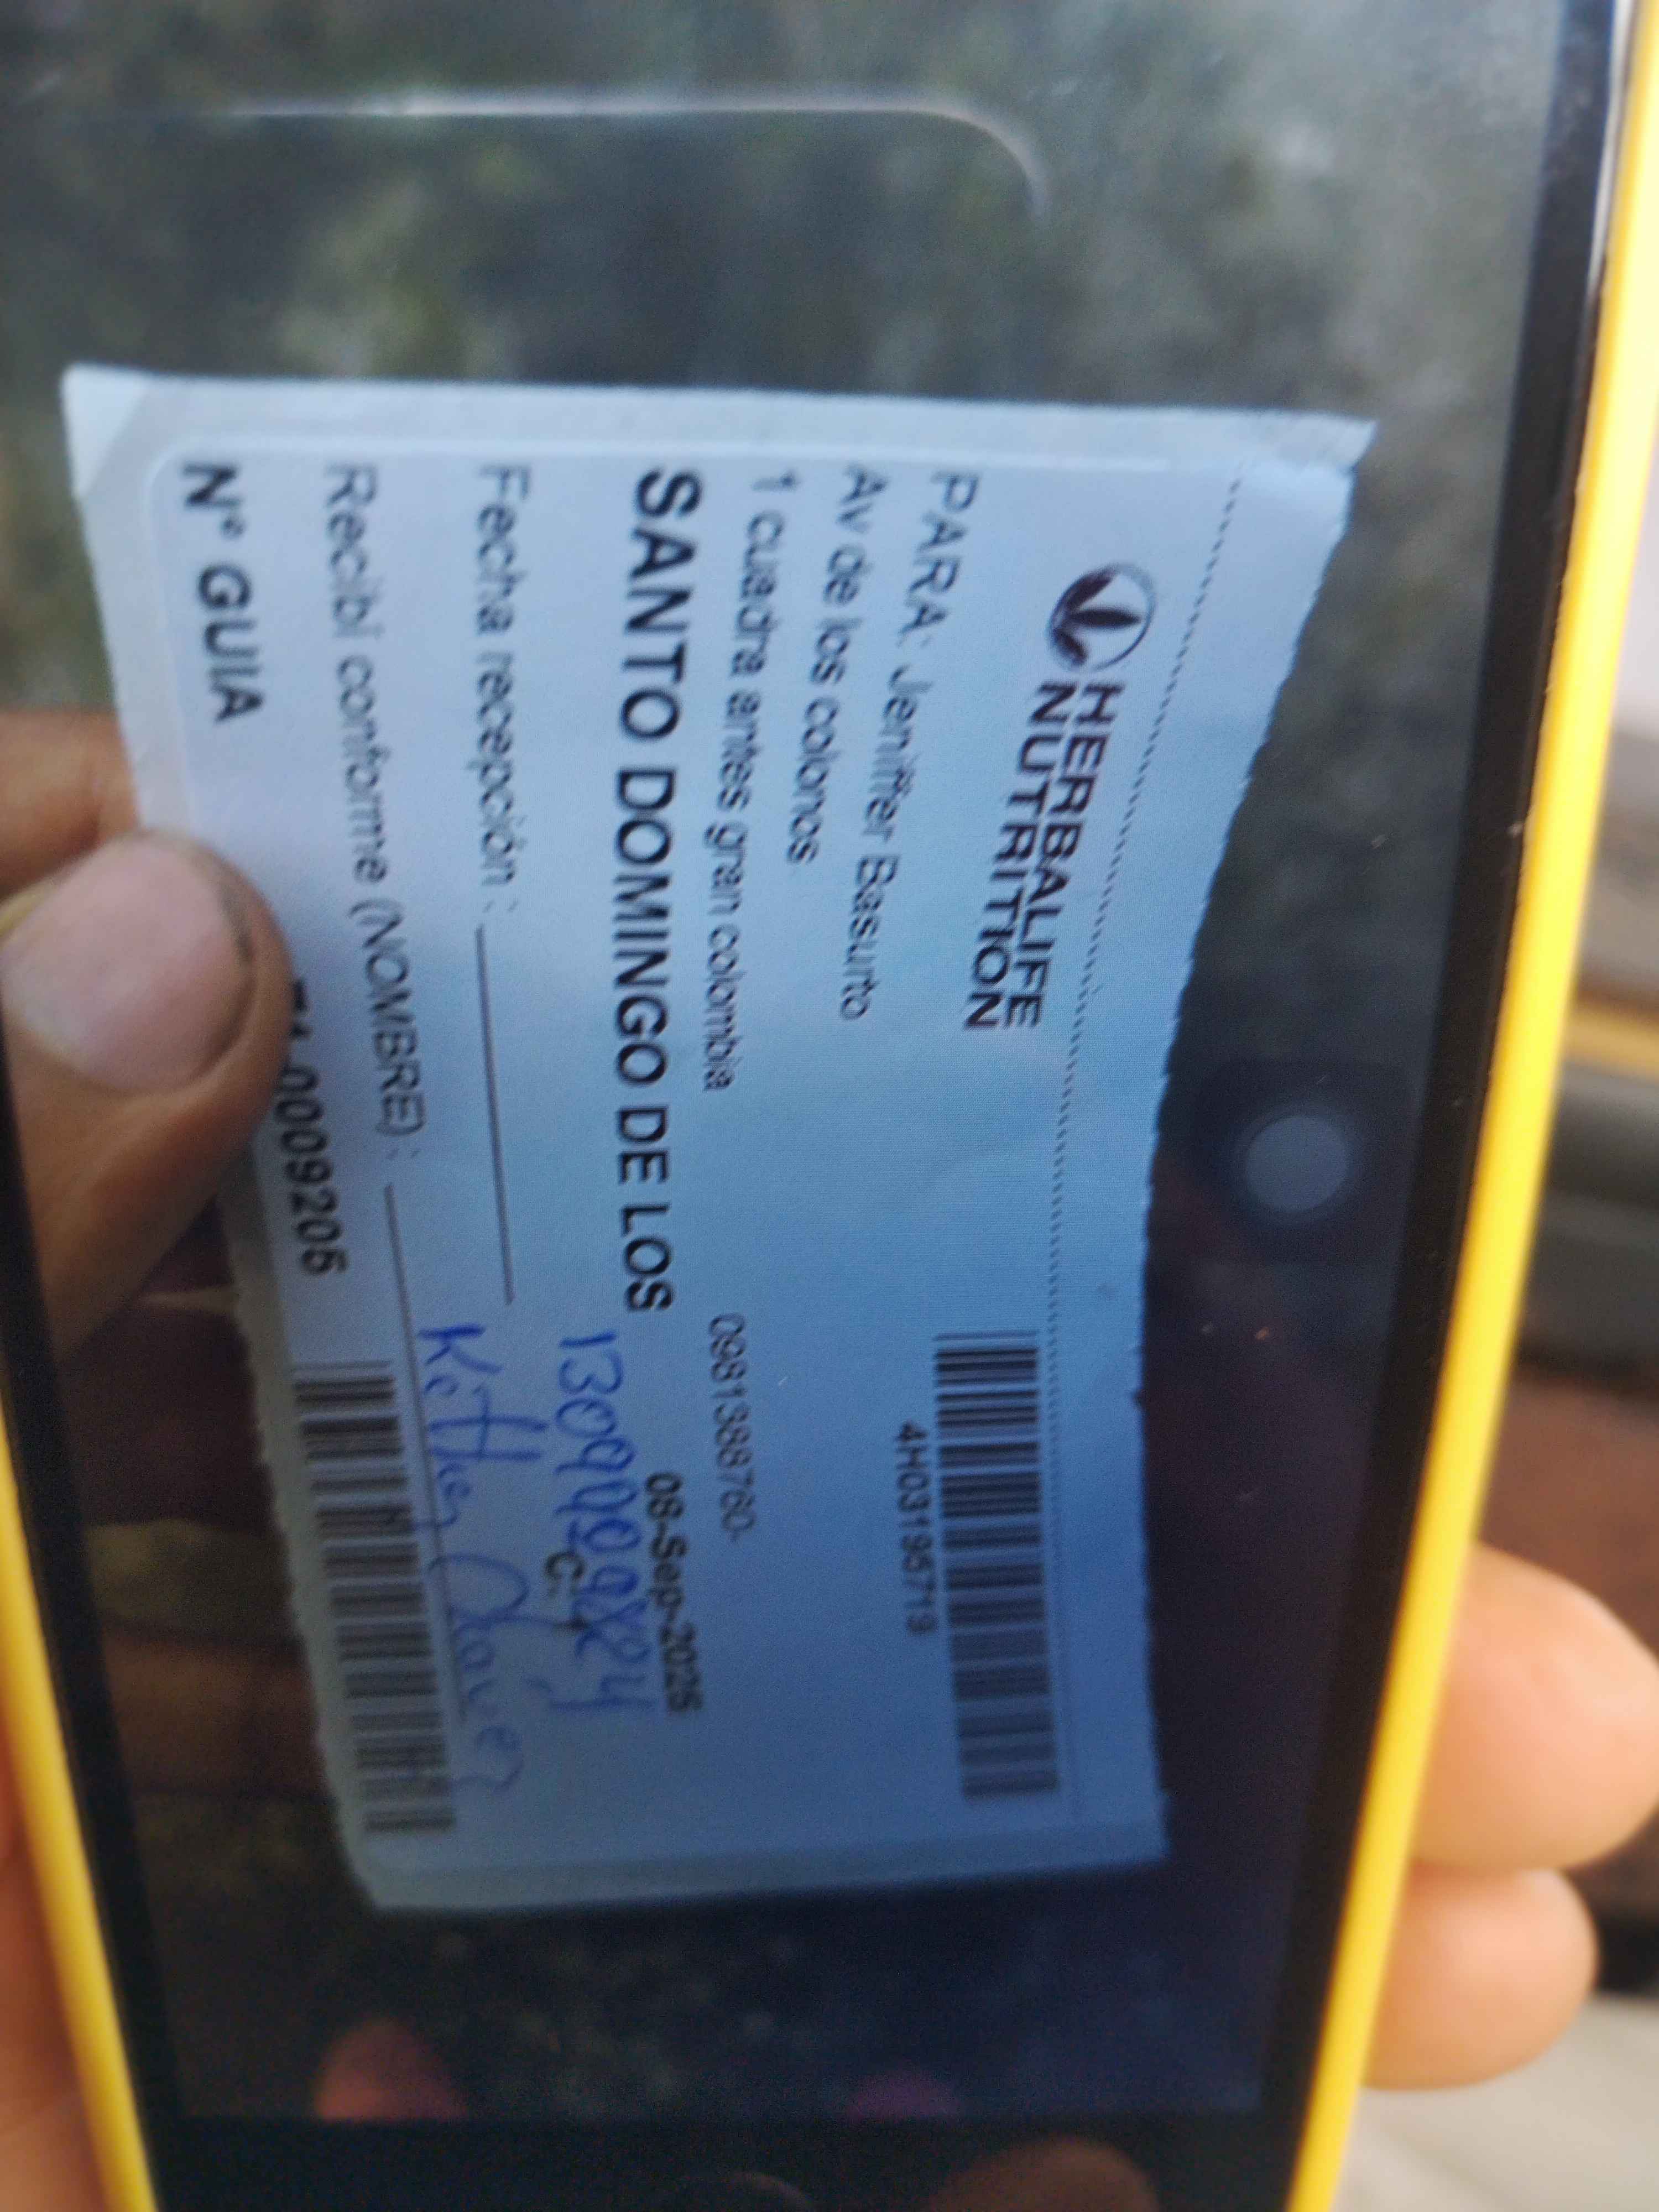 HERBALIFE
NUTRITION
4H03195719
PARA: Jeniffer Basurto
Av de los colonos
1 cuadra antes gran colombia
0981388760-
SANTO DOMINGO DE LOS
08-Sep-2025
C.
Fecha recepción :
Recibí conforme (NOMBRE) :
N° GUIA
0009205